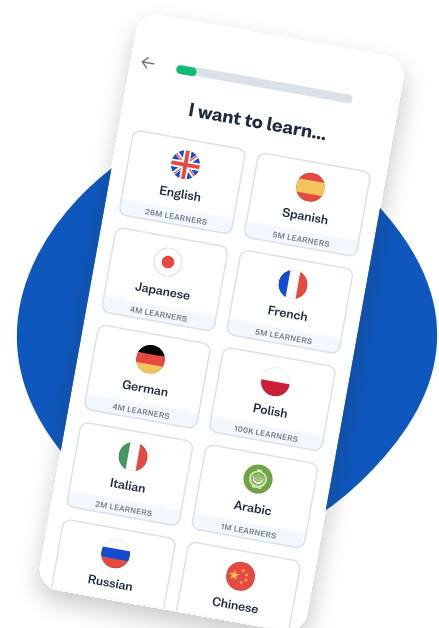 I want to learn...
English
26M LEARNERS
Spanish
5M LEARNERS
Japanese
4M LEARNERS
French
5M LEARNERS
German
4M LEARNERS
Polish
100K LEARNERS
Italian
2M LEARNERS
Arabic
1M LEARNERS
Russian
Chinese